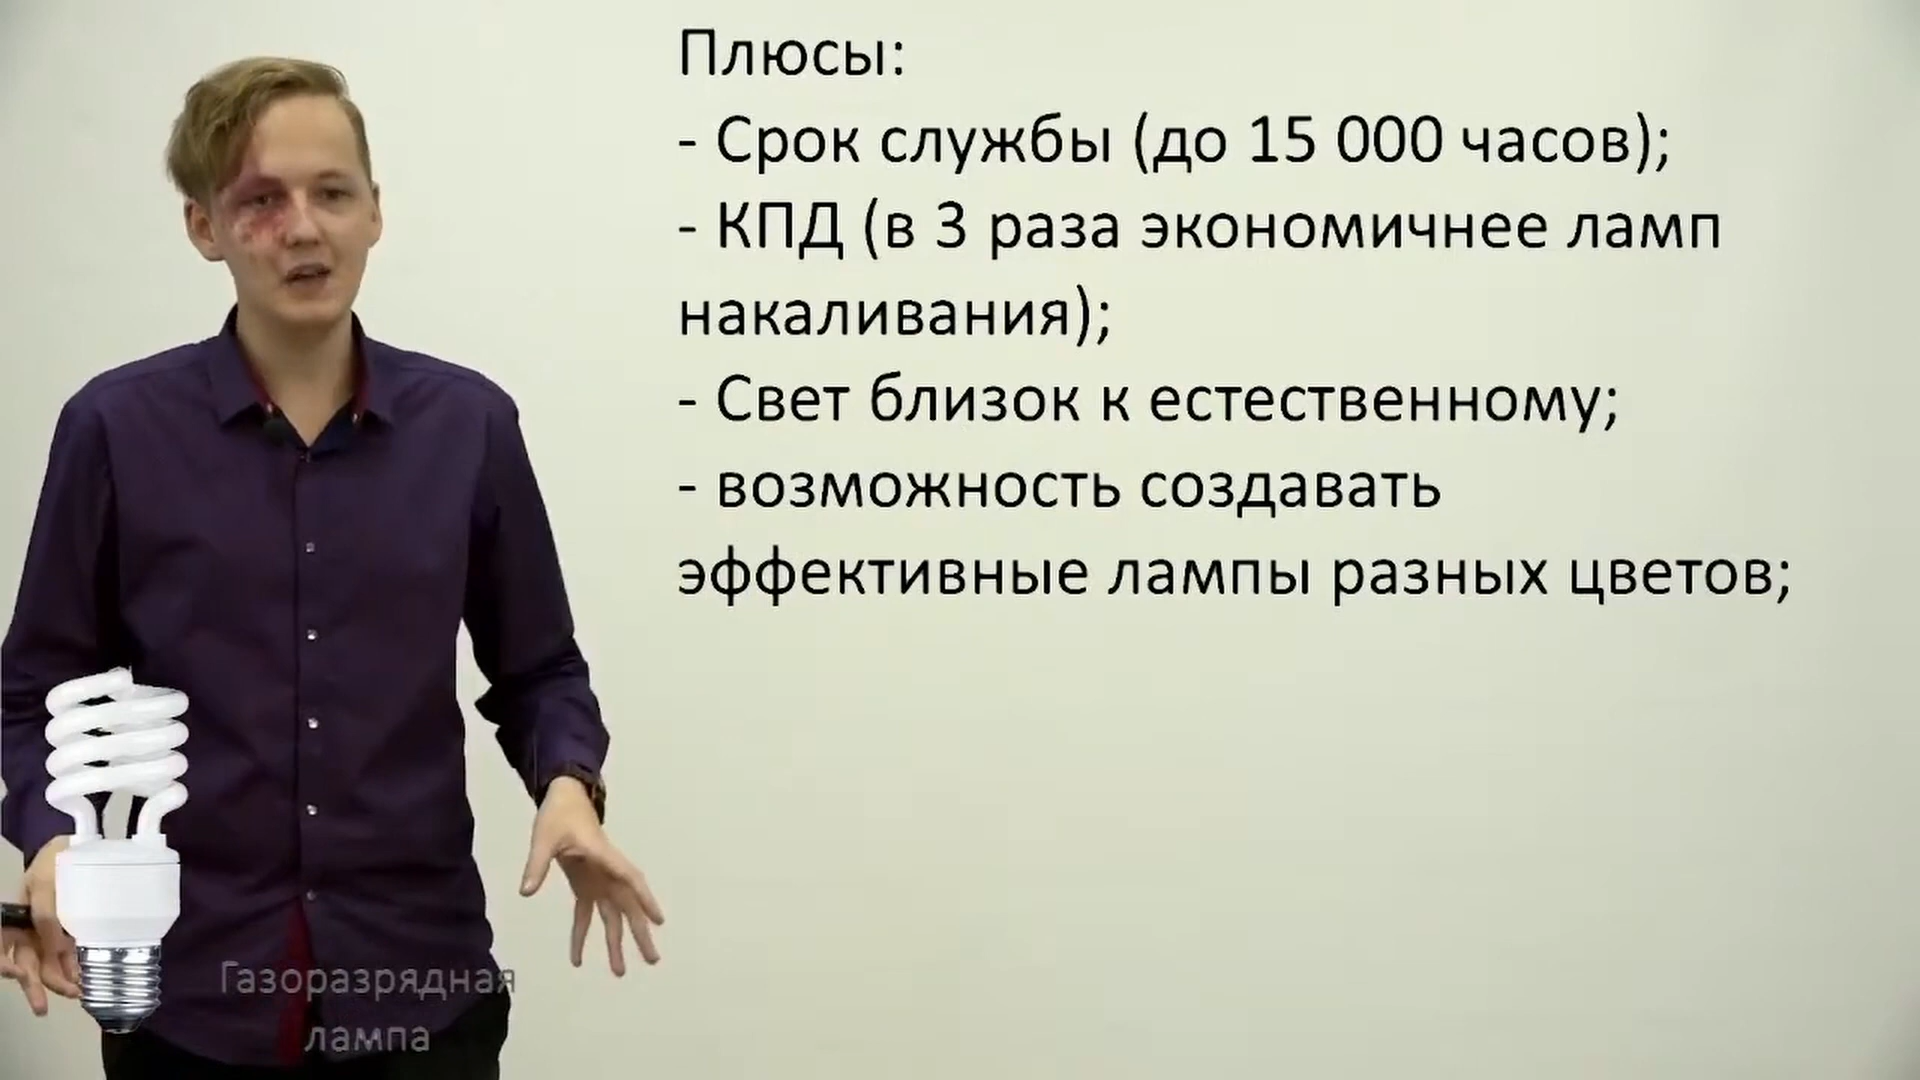 Плюсы:
- Срок службы (до 15 000 часов);
- КПД (в 3 раза экономичнее ламп
накаливания);
- Свет близок к естественному;
- возможность создавать
эффективные лампы разных цветов;
Газоразрядная
лампа